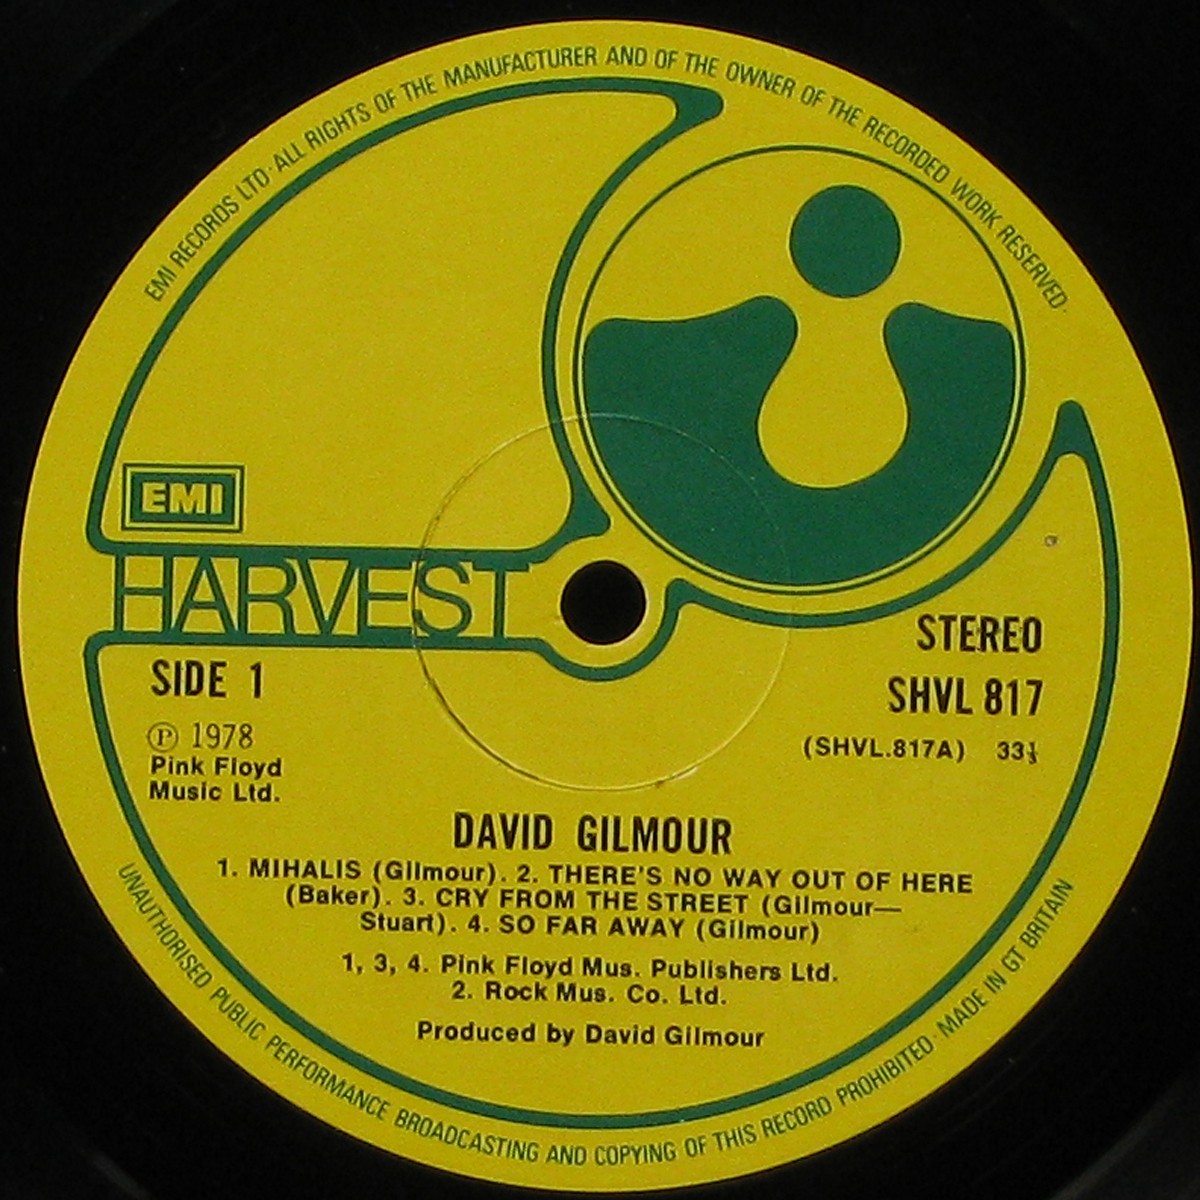 EMI RECORDS LTD· ALL RIGHTS OF THE MANUFACTURER AND OF THE OWNER OF THE RECORDED WORK RESERVED·
EMI
HARVEST
STEREO
SIDE 1
SHVL 817
℗ 1978
(SHVL.817A) 33⅓
Pink Floyd
Music Ltd.
DAVID GILMOUR
1. MIHALIS (Gilmour). 2. THERE'S NO WAY OUT OF HERE
(Baker). 3. CRY FROM THE STREET (Gilmour—
Stuart). 4. SO FAR AWAY (Gilmour)
1, 3, 4. Pink Floyd Mus. Publishers Ltd.
2. Rock Mus. Co. Ltd.
Produced by David Gilmour
UNAUTHORISED PUBLIC PERFORMANCE BROADCASTING AND COPYING OF THIS RECORD PROHIBITED· MADE IN GT BRITAIN